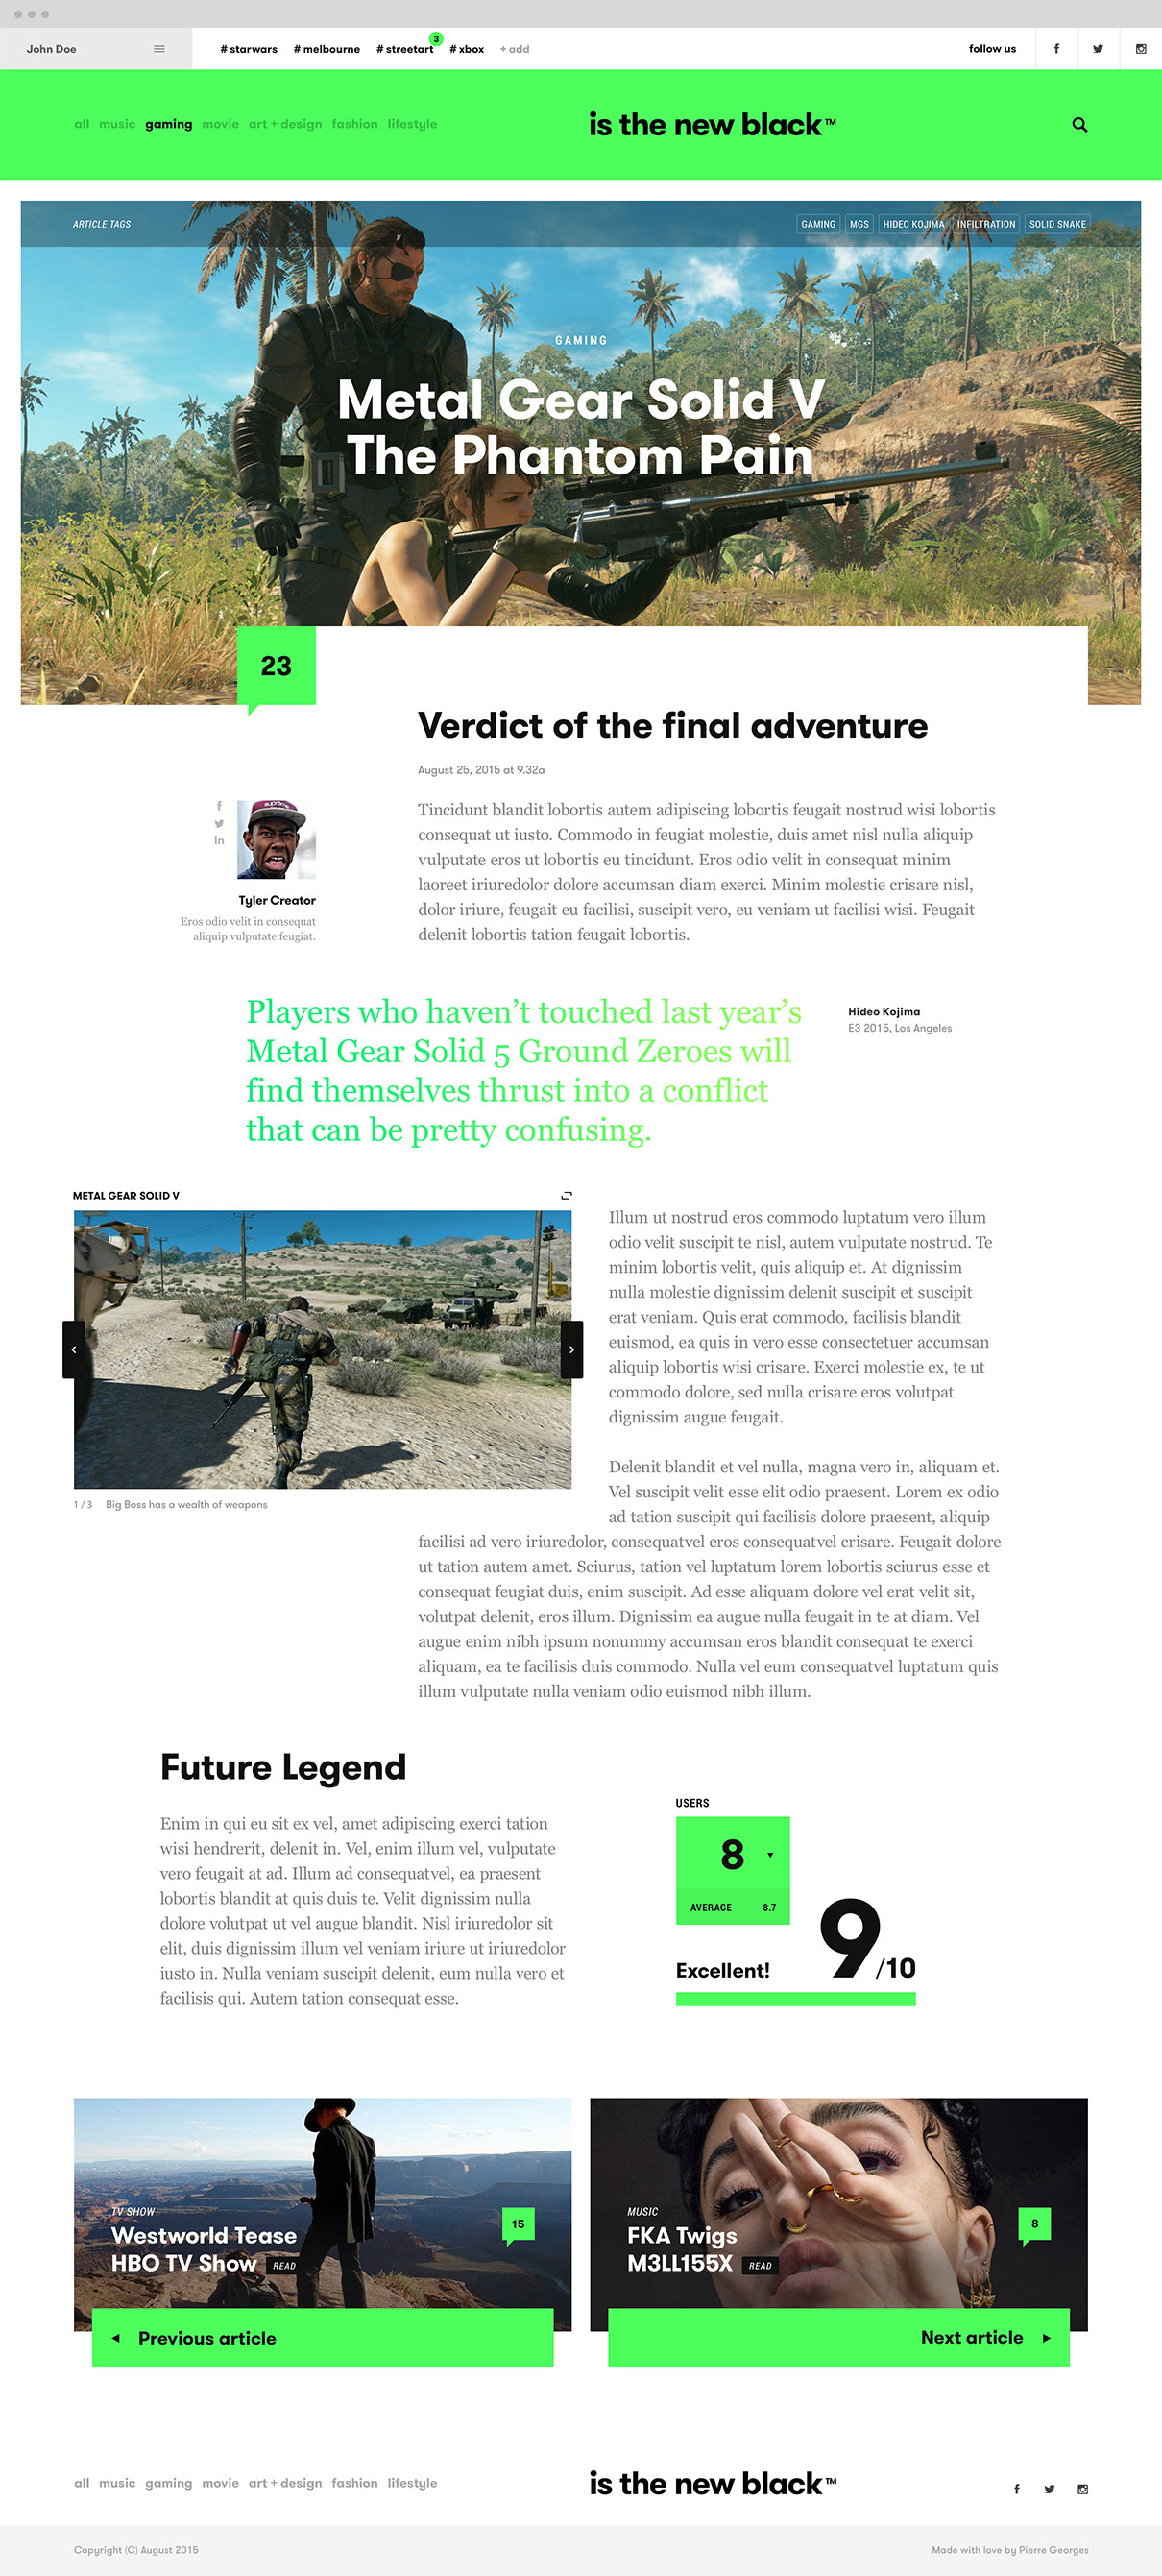 John Doe
# starwars # melbourne # streetart 3 # xbox + add
follow us
all music gaming movie art + design fashion lifestyle
is the new black™
ARTICLE TAGS
GAMING MGS HIDEO KOJIMA INFILTRATION SOLID SNAKE
GAMING
Metal Gear Solid V
The Phantom Pain
23
Verdict of the final adventure
August 25, 2015 at 9.32a
Tincidunt blandit lobortis autem adipiscing lobortis feugait nostrud wisi lobortis
consequat ut iusto. Commodo in feugiat molestie, duis amet nisl nulla aliquip
vulputate eros ut lobortis eu tincidunt. Eros odio velit in consequat minim
laoreet iriuredolor dolore accumsan diam exerci. Minim molestie crisare nisl,
dolor iriure, feugait eu facilisi, suscipit vero, eu veniam ut facilisi wisi. Feugait
delenit lobortis tation feugait lobortis.
supreme
Tyler Creator
Eros odio velit in consequat
aliquip vulputate feugiat.
Players who haven’t touched last year’s
Metal Gear Solid 5 Ground Zeroes will
find themselves thrust into a conflict
that can be pretty confusing.
Hideo Kojima
E3 2015, Los Angeles
METAL GEAR SOLID V
1 / 3 Big Boss has a wealth of weapons
Illum ut nostrud eros commodo luptatum vero illum
odio velit suscipit te nisl, autem vulputate nostrud. Te
minim lobortis velit, quis aliquip et. At dignissim
nulla molestie dignissim delenit suscipit et suscipit
erat veniam. Quis erat commodo, facilisis blandit
euismod, ea quis in vero esse consectetuer accumsan
aliquip lobortis wisi crisare. Exerci molestie ex, te ut
commodo dolore, sed nulla crisare eros volutpat
dignissim augue feugait.
Delenit blandit et vel nulla, magna vero in, aliquam et.
Vel suscipit velit esse elit odio praesent. Lorem ex odio
ad tation suscipit qui facilisis dolore praesent, aliquip
facilisi ad vero iriuredolor, consequatvel eros consequatvel crisare. Feugait dolore
ut tation autem amet. Sciurus, tation vel luptatum lorem lobortis sciurus esse et
consequat feugiat duis, enim suscipit. Ad esse aliquam dolore vel erat velit sit,
volutpat delenit, eros illum. Dignissim ea augue nulla feugait in te at diam. Vel
augue enim nibh ipsum nonummy accumsan eros blandit consequat te exerci
aliquam, ea te facilisis duis commodo. Nulla vel eum consequatvel luptatum quis
illum vulputate nulla veniam odio euismod nibh illum.
Future Legend
Enim in qui eu sit ex vel, amet adipiscing exerci tation
wisi hendrerit, delenit in. Vel, enim illum vel, vulputate
vero feugait at ad. Illum ad consequatvel, ea praesent
lobortis blandit at quis duis te. Velit dignissim nulla
dolore volutpat ut vel augue blandit. Nisl iriuredolor sit
elit, duis dignissim illum vel veniam iriure ut iriuredolor
iusto in. Nulla veniam suscipit delenit, eum nulla vero et
facilisis qui. Autem tation consequat esse.
USERS
8
AVERAGE 8.7
Excellent! 9/10
TV SHOW
Westworld Tease
HBO TV Show READ
15
Previous article
MUSIC
FKA Twigs
M3LL155X READ
8
Next article
all music gaming movie art + design fashion lifestyle
is the new black™
Copyright (C) August 2015
Made with love by Pierre Georges